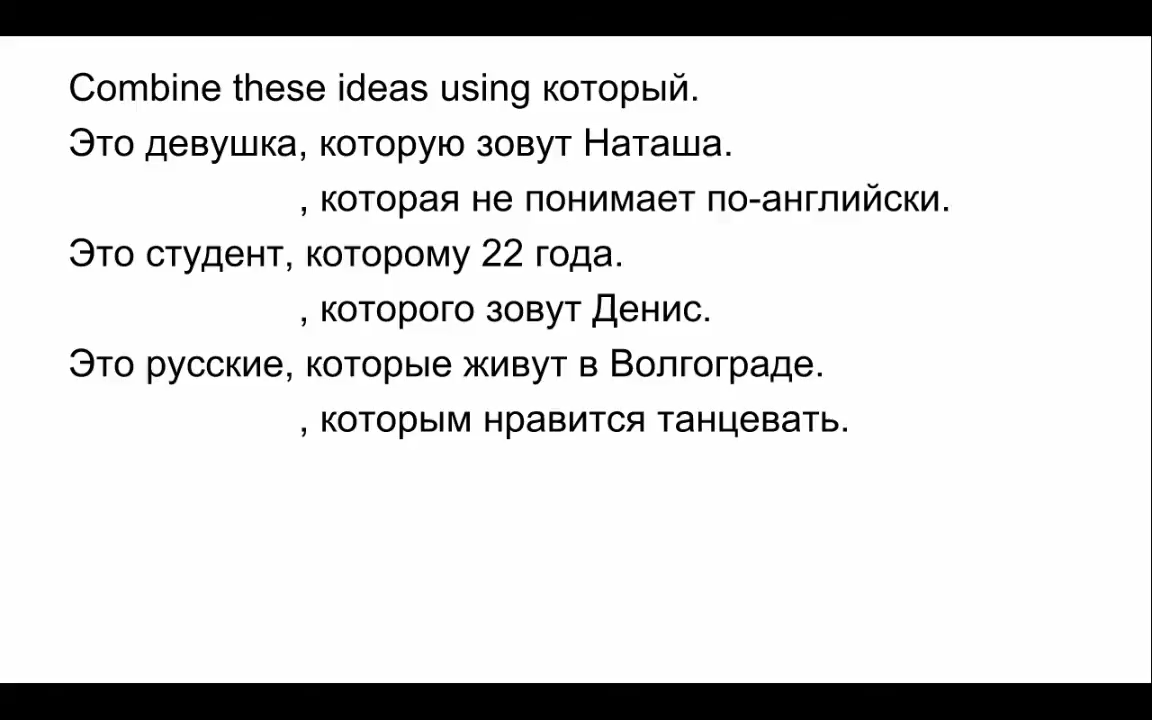 Combine these ideas using который.
Это девушка, которую зовут Наташа.
, которая не понимает по-английски.
Это студент, которому 22 года.
, которого зовут Денис.
Это русские, которые живут в Волгограде.
, которым нравится танцевать.